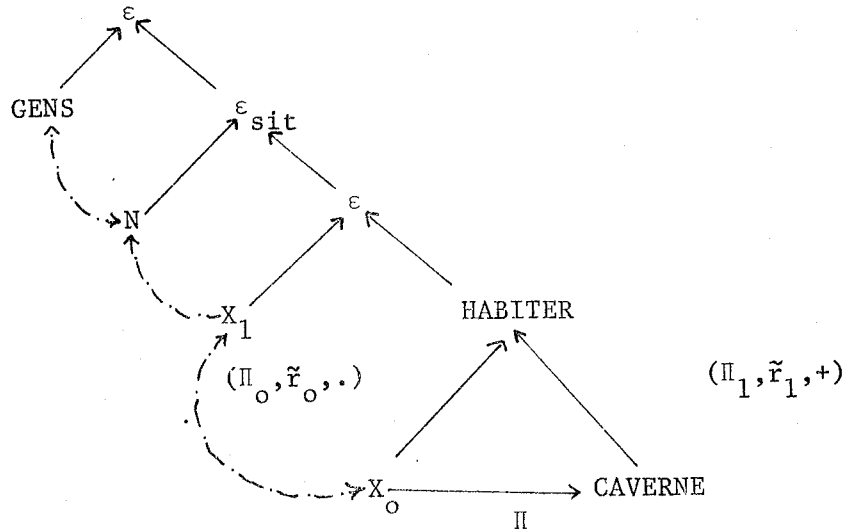 ε
GENS
ε_sit
N
ε
X_1
HABITER
(Π_o, r̃_o, .)
(Π_1, r̃_1, +)
X_o
CAVERNE
Π